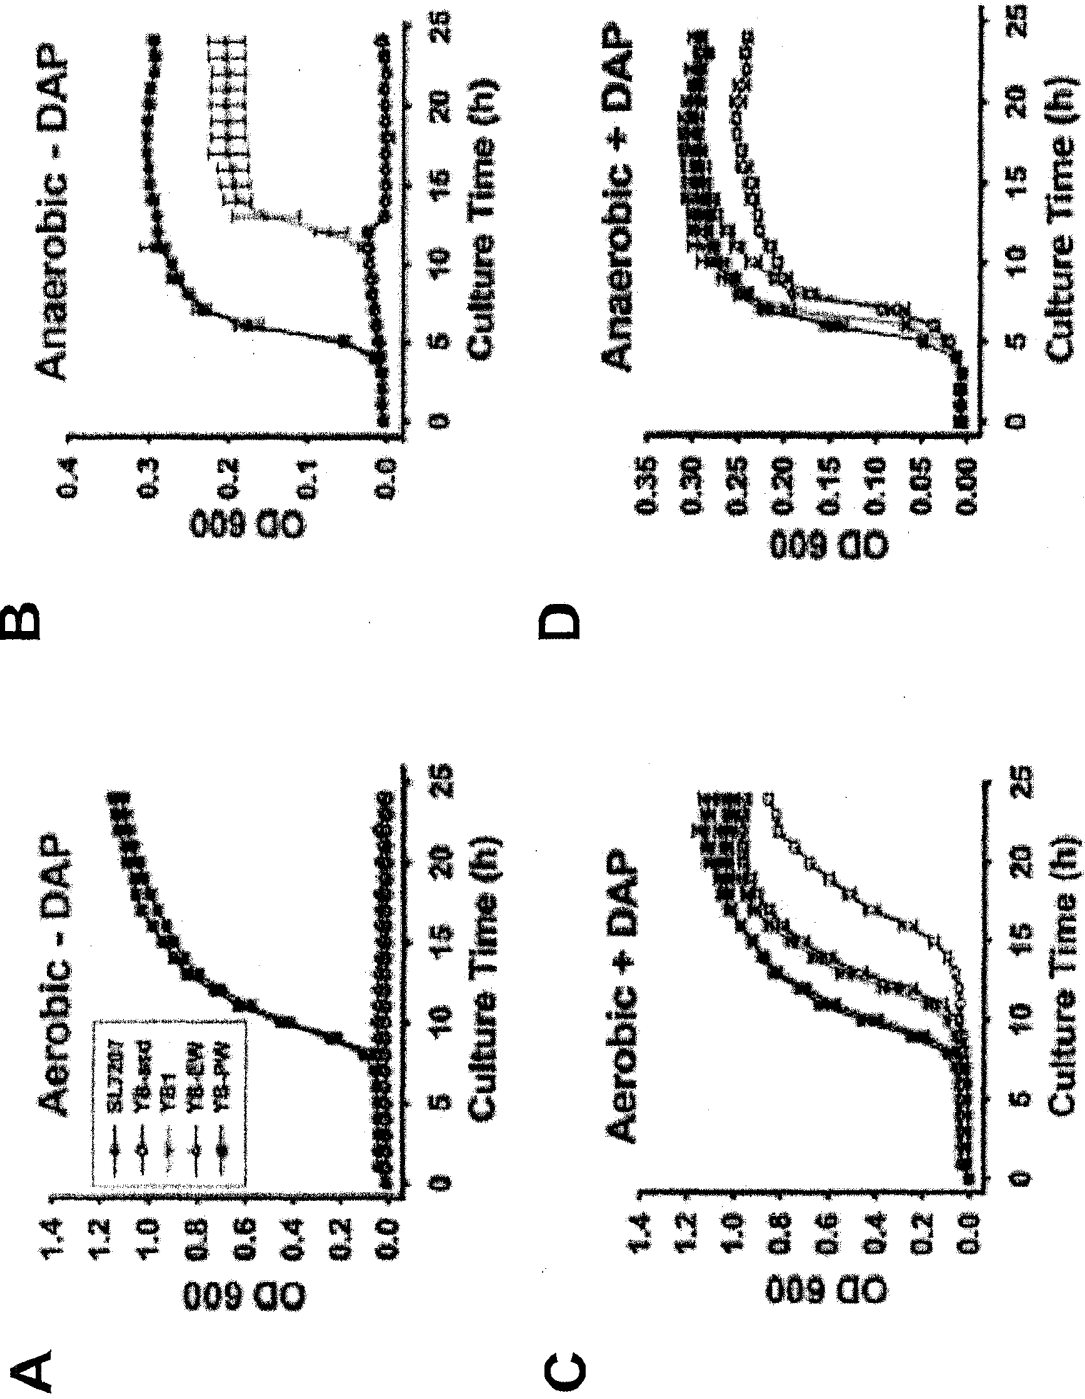 A
Aerobic - DAP
OD 600
1.4
1.2
1.0
0.8
0.6
0.4
0.2
0.0
SL7207
YB-asd
YB1
YB-EW
YB-PW
0 5 10 15 20 25
Culture Time (h)
B
Anaerobic - DAP
OD 600
0.4
0.3
0.2
0.1
0.0
0 5 10 15 20 25
Culture Time (h)
C
Aerobic + DAP
OD 600
1.4
1.2
1.0
0.8
0.6
0.4
0.2
0.0
0 5 10 15 20 25
Culture Time (h)
D
Anaerobic + DAP
OD 600
0.35
0.30
0.25
0.20
0.15
0.10
0.05
0.00
0 5 10 15 20 25
Culture Time (h)